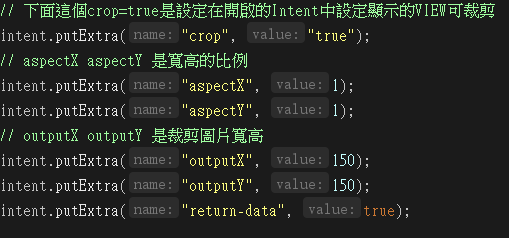 // 下面這個crop=true是設定在開啟的Intent中設定顯示的VIEW可裁剪
intent.putExtra( name: "crop", value: "true");
// aspectX aspectY 是寬高的比例
intent.putExtra( name: "aspectX", value: 1);
intent.putExtra( name: "aspectY", value: 1);
// outputX outputY 是裁剪圖片寬高
intent.putExtra( name: "outputX", value: 150);
intent.putExtra( name: "outputY", value: 150);
intent.putExtra( name: "return-data", value: true);